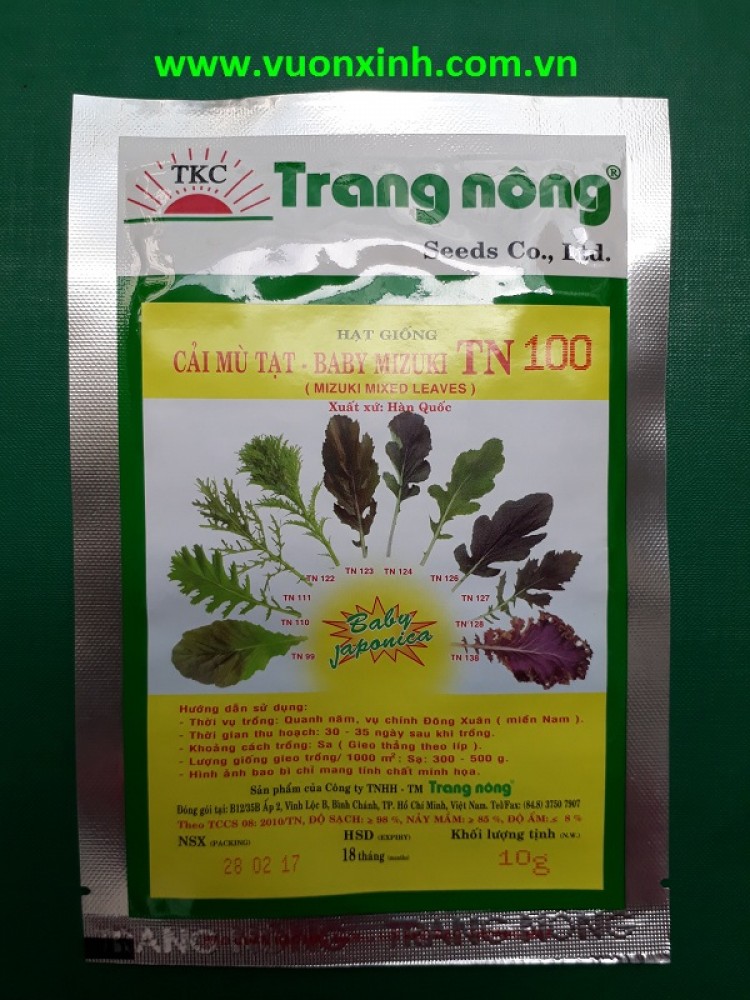 www.vuonxinh.com.vn
TKC
Trang nông®
Seeds Co., Ltd.
HẠT GIỐNG
CẢI MÙ TẠT - BABY MIZUKI TN 100
( MIZUKI MIXED LEAVES )
Xuất xứ: Hàn Quốc
TN 122
TN 123
TN 124
TN 126
TN 111
TN 127
TN 110
TN 128
TN 99
TN 138
Baby
japonica
Hướng dẫn sử dụng:
- Thời vụ trồng: Quanh năm, vụ chính Đông Xuân ( miền Nam ).
- Thời gian thu hoạch: 30 - 35 ngày sau khi trồng.
- Khoảng cách trồng: Sạ ( Gieo thẳng theo líp ).
- Lượng giống gieo trồng/ 1000 m²: Sạ: 300 - 500 g.
- Hình ảnh bao bì chỉ mang tính chất minh họa.
Sản phẩm của Công ty TNHH - TM Trang nông®
Đóng gói tại: B12/35B Ấp 2, Vĩnh Lộc B, Bình Chánh, TP. Hồ Chí Minh, Việt Nam. Tel/Fax: (84.8) 3750 7907
Theo TCCS 08: 2010/TN, ĐỘ SẠCH: ≥ 98 %, NẢY MẦM: ≥ 85 %, ĐỘ ẨM: ≤ 8 %
NSX (PACKING) HSD (EXPIRY) Khối lượng tịnh (N.W.)
28 02 17 18 tháng (months) 10g
TRANG NÔNG TRANG NÔNG